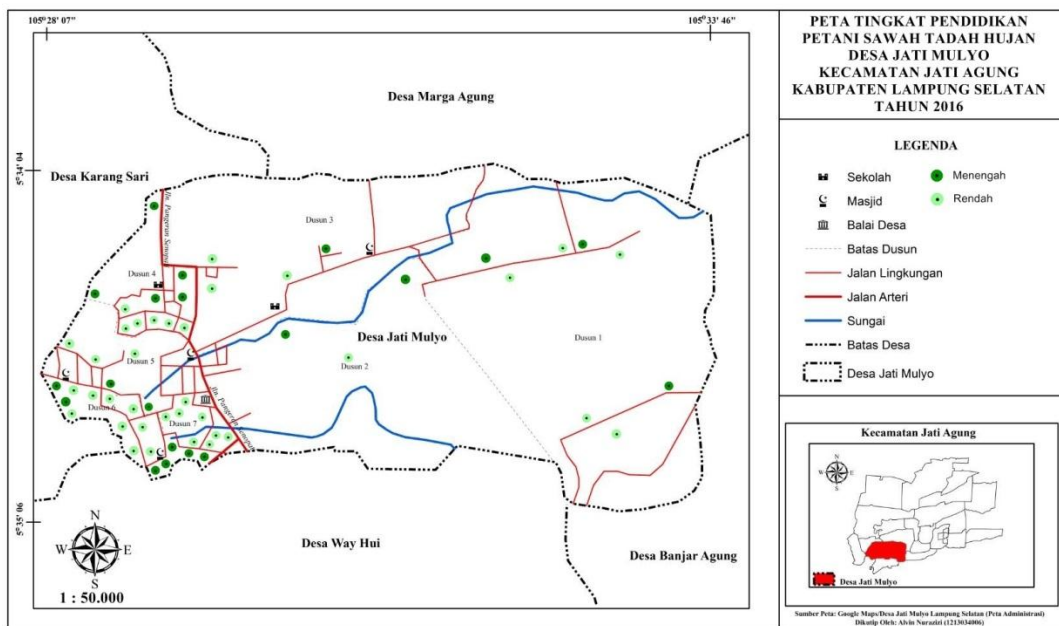 105° 28' 07"
105° 33' 46"
5° 34' 04
5° 35' 06
Desa Marga Agung
Desa Karang Sari
Jln. Pangeran Senopati
Dusun 3
Dusun 4
Desa Jati Mulyo
Dusun 1
Dusun 2
Dusun 5
Dusun 6
Dusun 7
Desa Way Hui
Desa Banjar Agung
N
W E
S
1 : 50.000
PETA TINGKAT PENDIDIKAN
PETANI SAWAH TADAH HUJAN
DESA JATI MULYO
KECAMATAN JATI AGUNG
KABUPATEN LAMPUNG SELATAN
TAHUN 2016
LEGENDA
Sekolah
Menengah
Masjid
Rendah
Balai Desa
Batas Dusun
Jalan Lingkungan
Jalan Arteri
Sungai
Batas Desa
Desa Jati Mulyo
Kecamatan Jati Agung
N
W E
S
Desa Jati Mulyo
Sumber Peta: Google Maps/Desa Jati Mulyo Lampung Selatan (Peta Administrasi)
Dikutip Oleh: Alvin Nuraziri (1213034006)